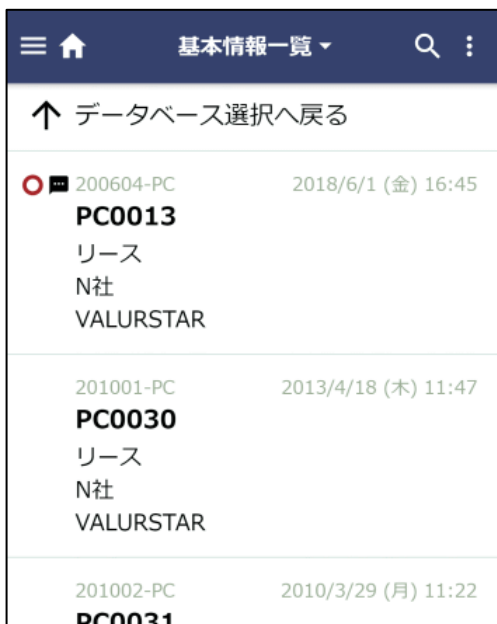 基本情報一覧
データベース選択へ戻る
200604-PC 2018/6/1 (金) 16:45
PC0013
リース
N社
VALURSTAR
201001-PC 2013/4/18 (木) 11:47
PC0030
リース
N社
VALURSTAR
201002-PC 2010/3/29 (月) 11:22
PC0031